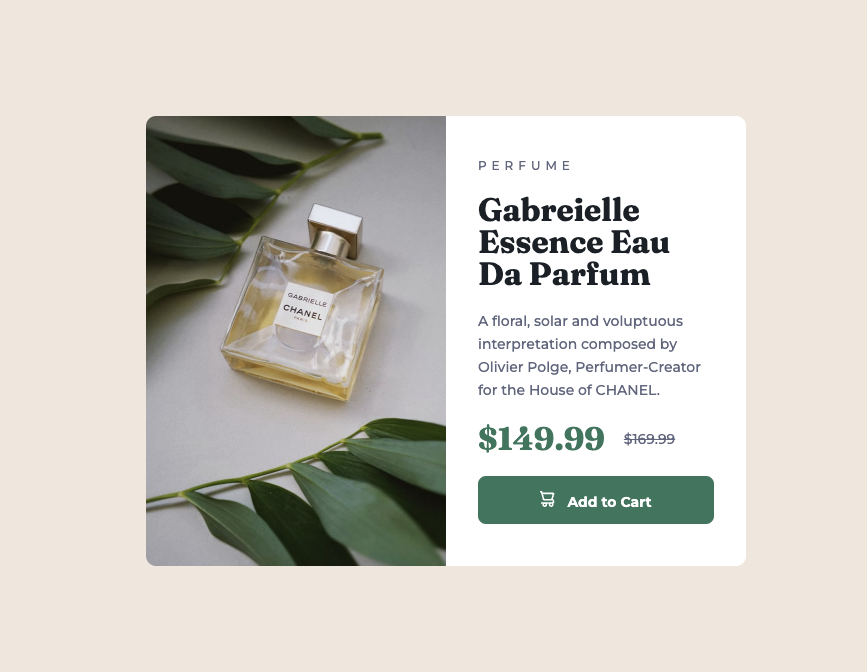 GABRIELLE
CHANEL
PARIS
PERFUME
Gabreielle
Essence Eau
Da Parfum
A floral, solar and voluptuous
interpretation composed by
Olivier Polge, Perfumer-Creator
for the House of CHANEL.
$149.99 $169.99
Add to Cart